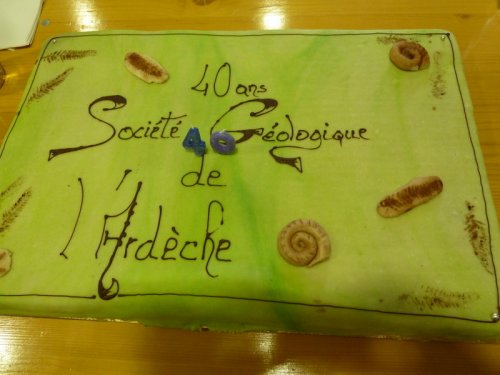 40 ans
Société 40 Géologique
de
l'Ardèche